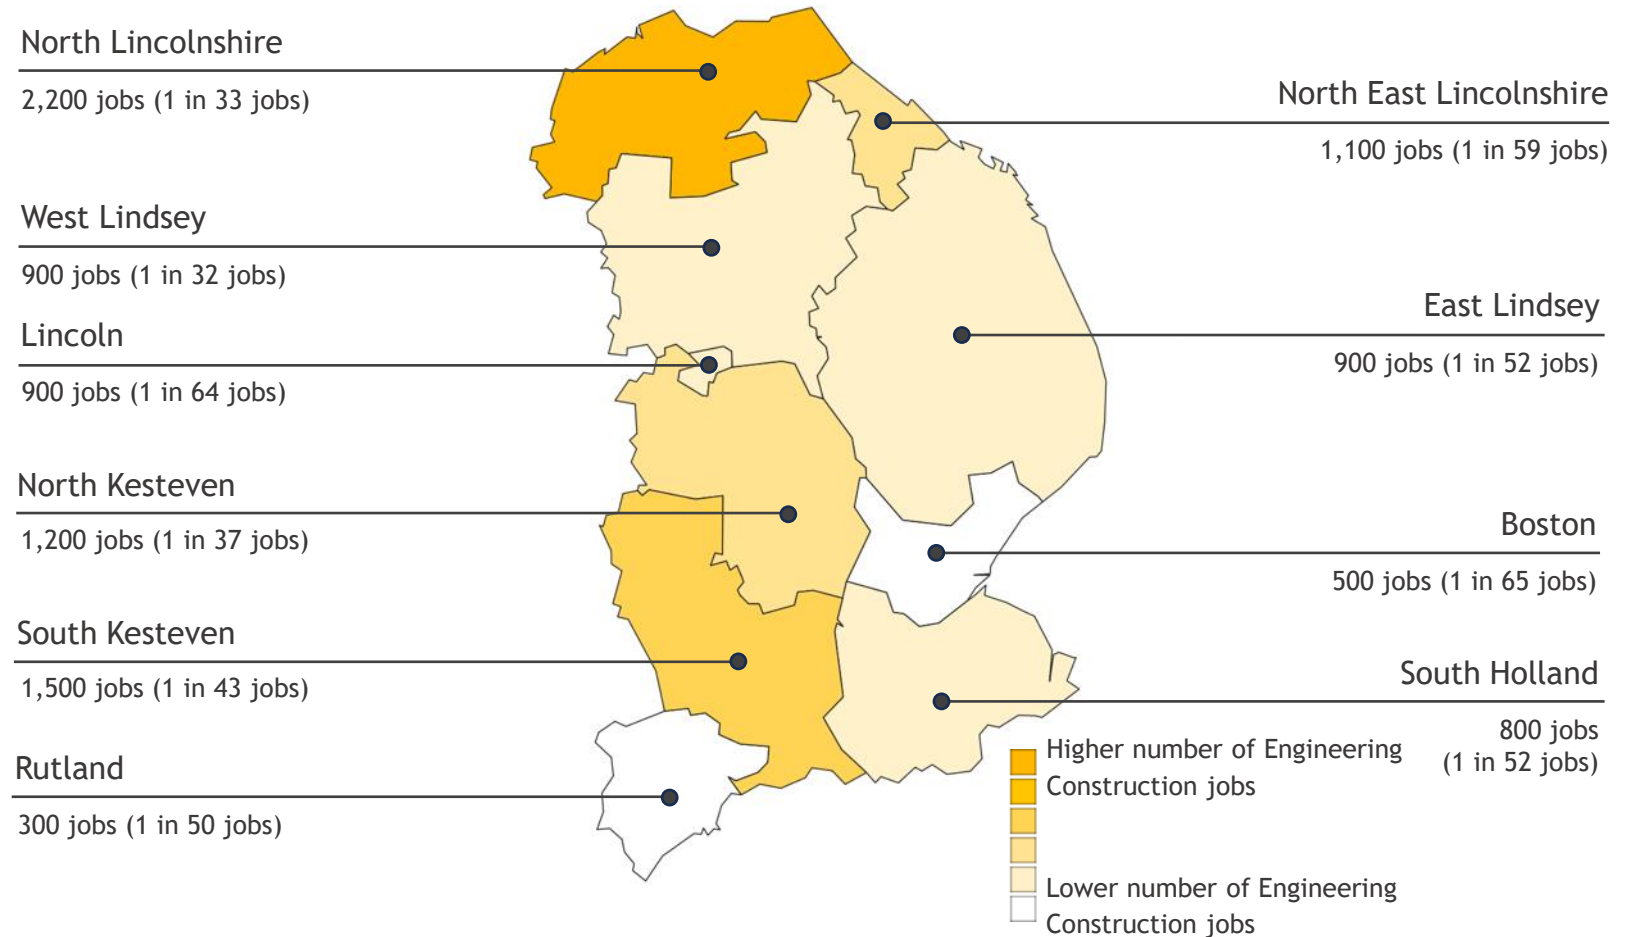 North Lincolnshire
2,200 jobs (1 in 33 jobs)
West Lindsey
900 jobs (1 in 32 jobs)
Lincoln
900 jobs (1 in 64 jobs)
North Kesteven
1,200 jobs (1 in 37 jobs)
South Kesteven
1,500 jobs (1 in 43 jobs)
Rutland
300 jobs (1 in 50 jobs)
North East Lincolnshire
1,100 jobs (1 in 59 jobs)
East Lindsey
900 jobs (1 in 52 jobs)
Boston
500 jobs (1 in 65 jobs)
South Holland
800 jobs
(1 in 52 jobs)
Higher number of Engineering
Construction jobs
Lower number of Engineering
Construction jobs